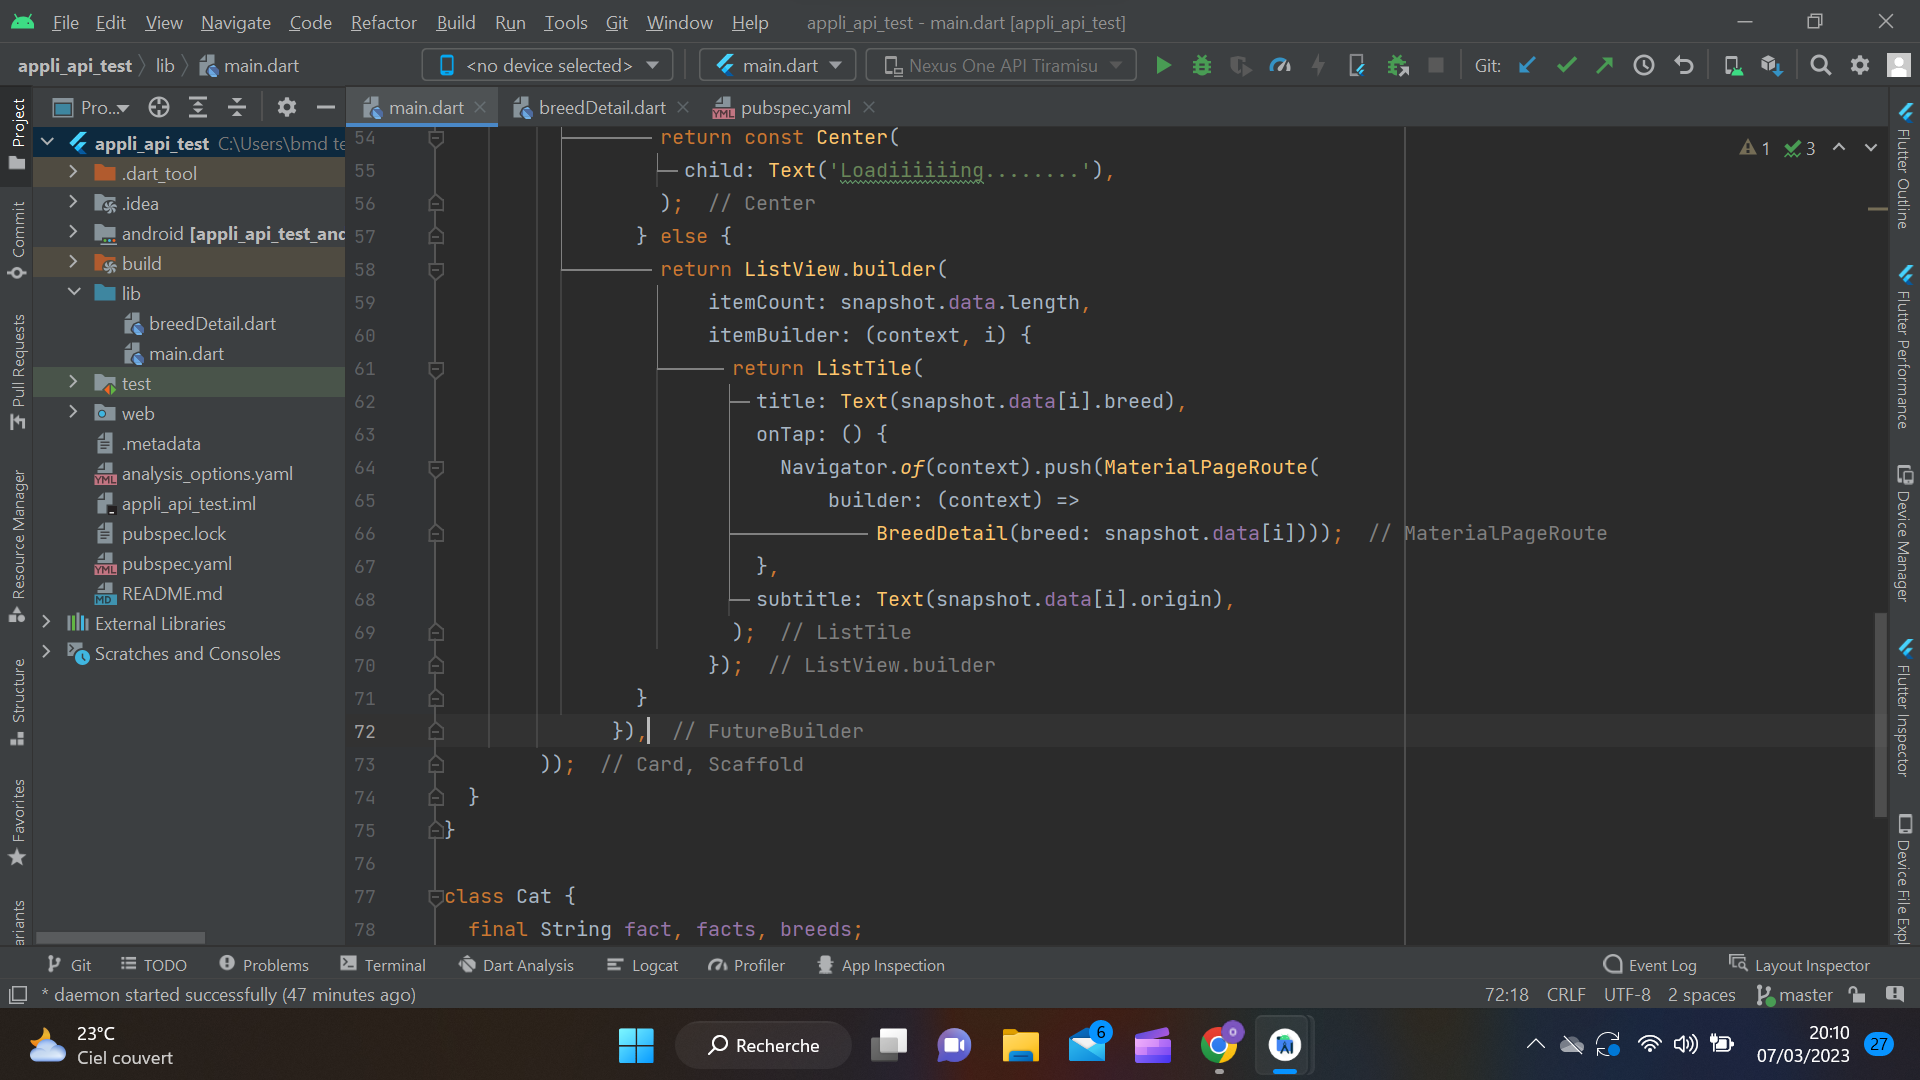 File Edit View Navigate Code Refactor Build Run Tools Git Window Help appli_api_test - main.dart [appli_api_test]
appli_api_test lib main.dart <no device selected> main.dart Nexus One API Tiramisu Git:
Pro... main.dart breedDetail.dart pubspec.yaml
appli_api_test C:\Users\bmd te
.dart_tool
.idea
android [appli_api_test_and
build
lib
breedDetail.dart
main.dart
test
web
.metadata
analysis_options.yaml
appli_api_test.iml
pubspec.lock
pubspec.yaml
README.md
External Libraries
Scratches and Consoles
Project
Commit
Pull Requests
Resource Manager
Structure
Favorites
ariants
1 3
54 return const Center(
55 child: Text('Loadiiiiiing........'),
56 ); // Center
57 } else {
58 return ListView.builder(
59 itemCount: snapshot.data.length,
60 itemBuilder: (context, i) {
61 return ListTile(
62 title: Text(snapshot.data[i].breed),
63 onTap: () {
64 Navigator.of(context).push(MaterialPageRoute(
65 builder: (context) =>
66 BreedDetail(breed: snapshot.data[i]))); // MaterialPageRoute
67 },
68 subtitle: Text(snapshot.data[i].origin),
69 ); // ListTile
70 }); // ListView.builder
71 }
72 }), // FutureBuilder
73 )); // Card, Scaffold
74 }
75 }
76
77 class Cat {
78 final String fact, facts, breeds;
Flutter Outline
Flutter Performance
Device Manager
Flutter Inspector
Device File Expl
Git TODO Problems Terminal Dart Analysis Logcat Profiler App Inspection Event Log Layout Inspector
* daemon started successfully (47 minutes ago) 72:18 CRLF UTF-8 2 spaces master
23°C
Ciel couvert
Recherche
6
20:10
07/03/2023
27